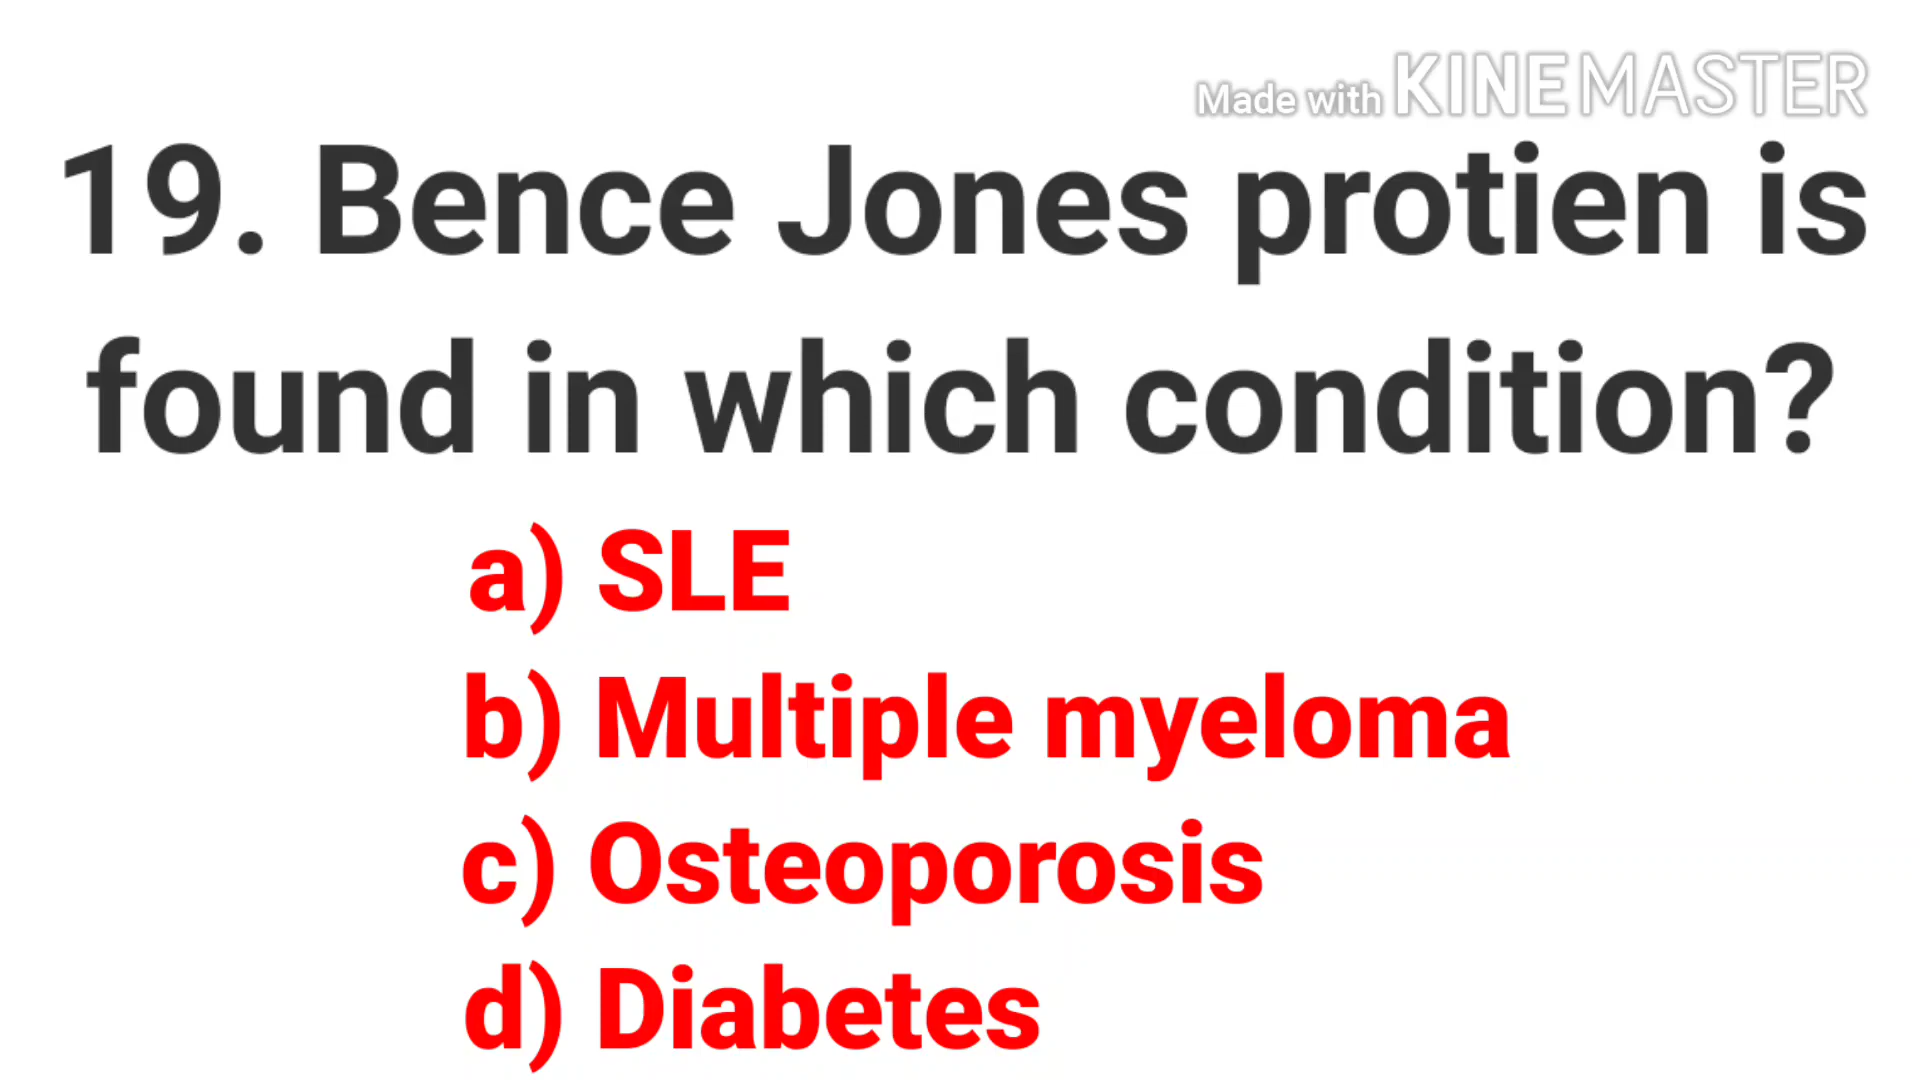 Made with KINEMASTER
19. Bence Jones protien is
found in which condition?
a) SLE
b) Multiple myeloma
c) Osteoporosis
d) Diabetes